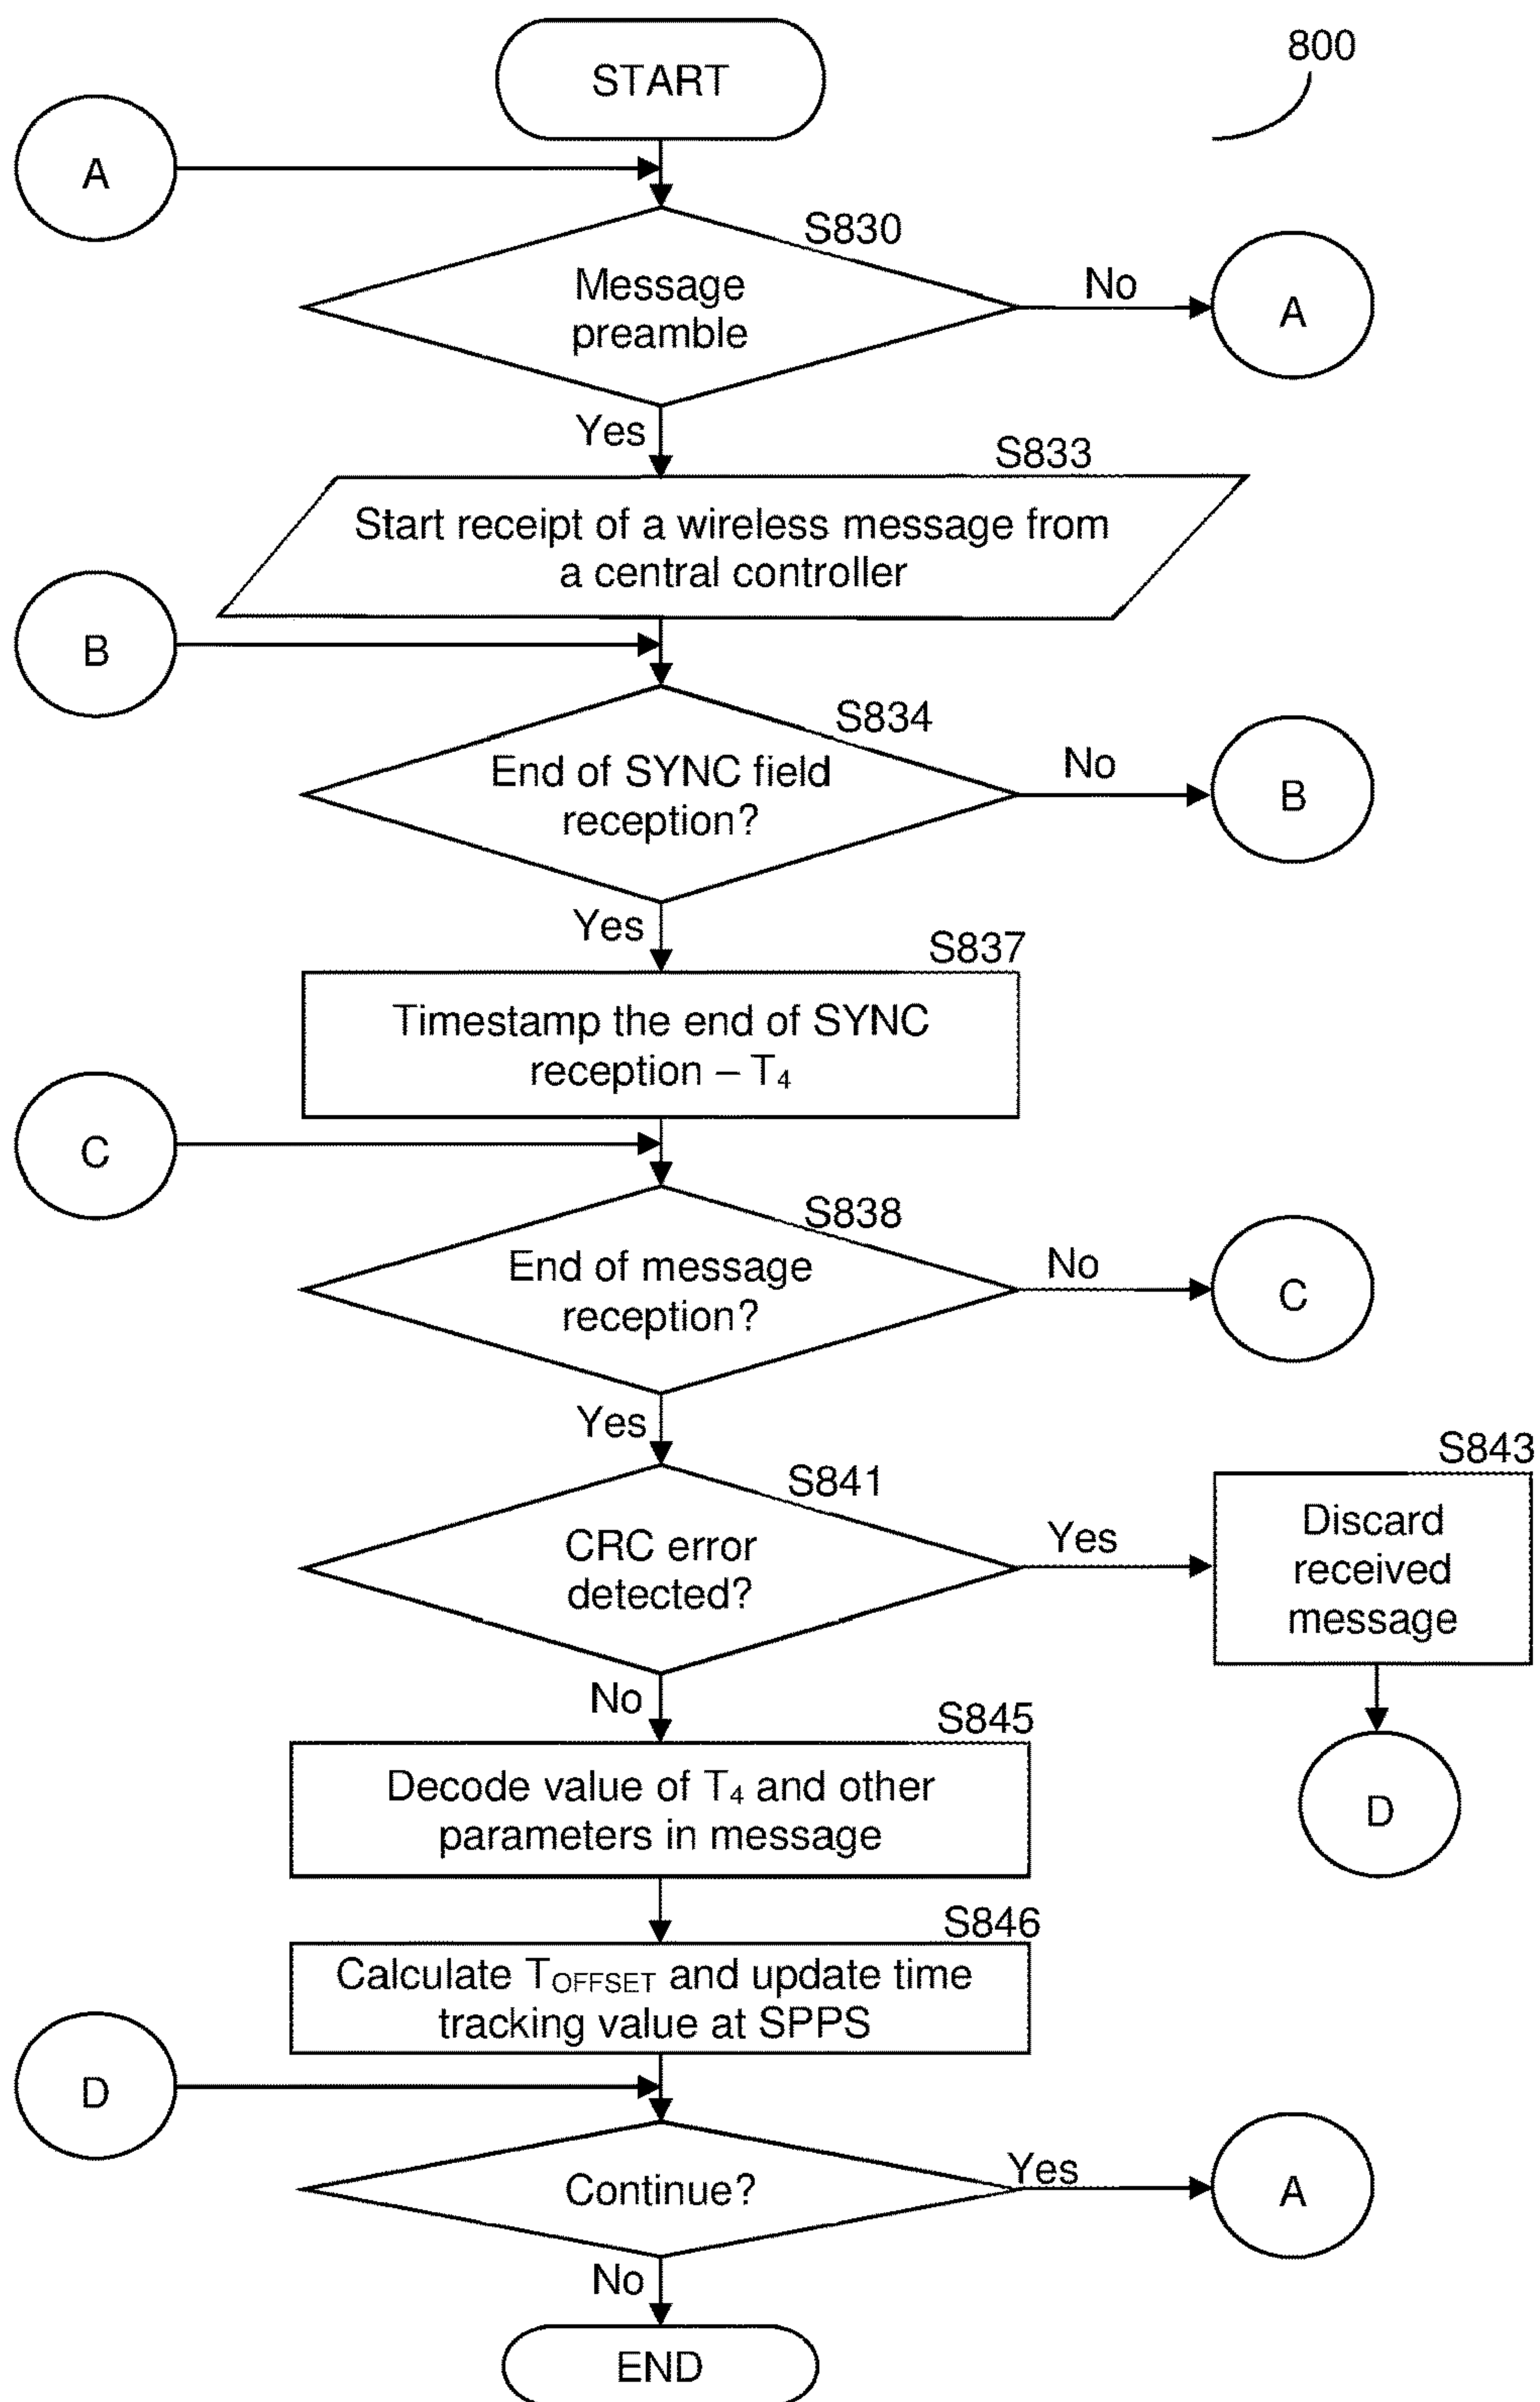 START
800
A
S830
Message
preamble
No
A
Yes
S833
Start receipt of a wireless message from
a central controller
B
S834
End of SYNC field
reception?
No
B
Yes
S837
Timestamp the end of SYNC
reception – T₄
C
S838
End of message
reception?
No
C
Yes
S841
CRC error
detected?
Yes
S843
Discard
received
message
No
D
S845
Decode value of T₄ and other
parameters in message
S846
Calculate TOFFSET and update time
tracking value at SPPS
D
Continue?
Yes
A
No
END